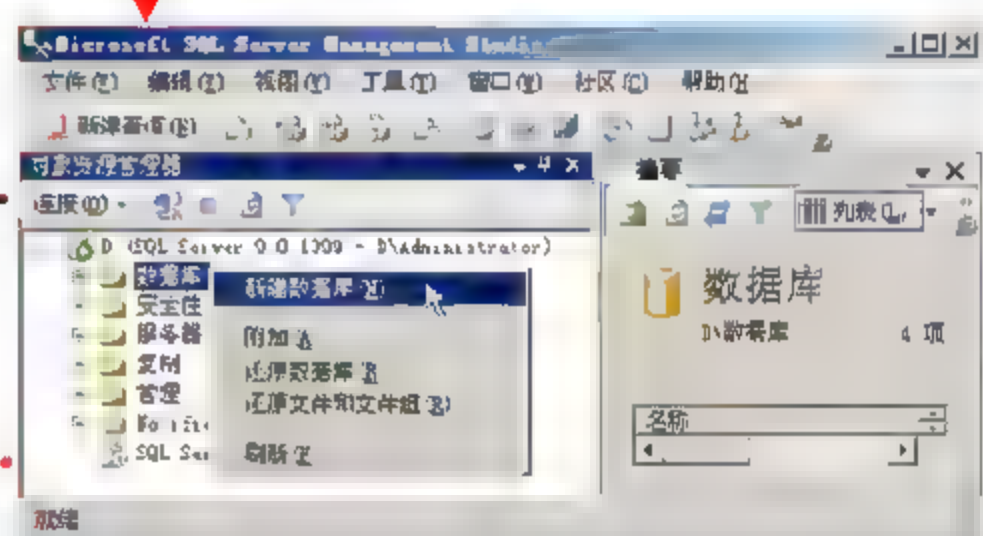 Microsoft SQL Server Management Studio
文件(F) 编辑(E) 视图(V) 工具(T) 窗口(W) 社区(C) 帮助(H)
新建查询(N)
对象资源管理器
摘要
连接(O)
列表(L)
D (SQL Server 9.0.1399 - D\Administrator)
数据库
安全性
服务器
复制
管理
SQL Ser
新建数据库(N)
附加(A)
还原数据库(R)
还原文件和文件组(R)
刷新(F)
数据库
D\数据库 4 项
名称
就绪